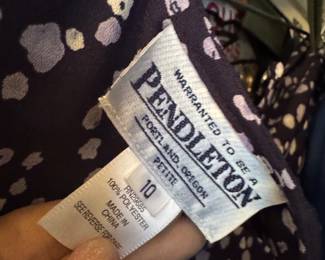 WARRANTED TO BE A
PENDLETON
PORTLAND, OREGON
PETITE
10
100% POLYESTER
MADE IN
CHINA